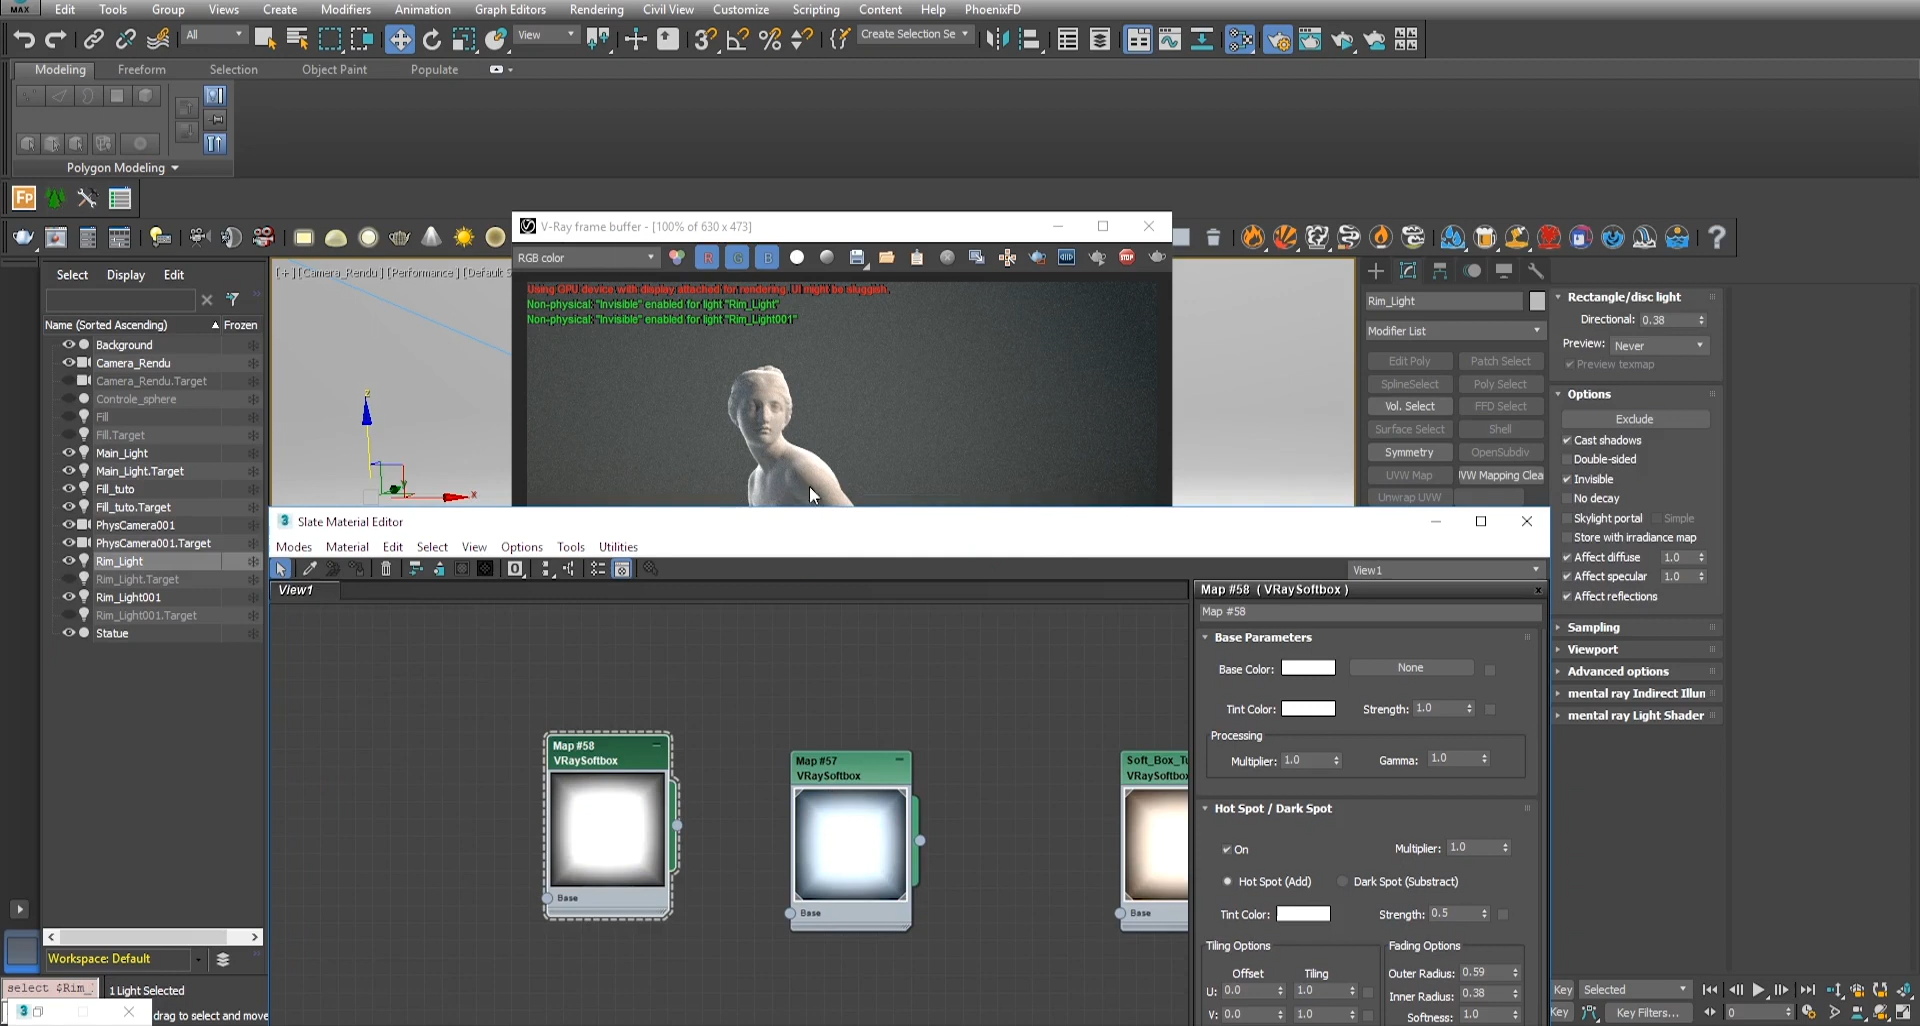 MAX Edit Tools Group Views Create Modifiers Animation Graph Editors Rendering Civil View Customize Scripting Content Help PhoenixFD
All View Create Selection Se
Modeling Freeform Selection Object Paint Populate
Polygon Modeling
Fp
V-Ray frame buffer - [100% of 630 x 473]
RGB color R G B STOP
Select Display Edit
[+] [Camera_Rendu] [Performance] [Default S
Using GPU device with display attached for rendering. UI might be sluggish.
Non-physical: "Invisible" enabled for light "Rim_Light"
Non-physical: "Invisible" enabled for light "Rim_Light001"
Name (Sorted Ascending) Frozen
Background
Camera_Rendu
Camera_Rendu.Target
Controle_sphere
Fill
Fill.Target
Main_Light
Main_Light.Target
Fill_tuto
Fill_tuto.Target
PhysCamera001
PhysCamera001.Target
Rim_Light
Rim_Light.Target
Rim_Light001
Rim_Light001.Target
Statue
z
x
Rim_Light
Modifier List
Edit Poly Patch Select
SplineSelect Poly Select
Vol. Select FFD Select
Surface Select Shell
Symmetry OpenSubdiv
UVW Map UVW Mapping Clea
Unwrap UVW
Rectangle/disc light
Directional: 0.38
Preview: Never
Preview texmap
Options
Exclude
Cast shadows
Double-sided
Invisible
No decay
Skylight portal Simple
Store with irradiance map
Affect diffuse 1.0
Affect specular 1.0
Affect reflections
Sampling
Viewport
Advanced options
mental ray Indirect Illun
mental ray Light Shader
3 Slate Material Editor
Modes Material Edit Select View Options Tools Utilities
View1
View1
Map #58
VRaySoftbox
Base
Map #57
VRaySoftbox
Base
Soft_Box_Tu
VRaySoftbox
Base
Map #58 ( VRaySoftbox ) x
Map #58
Base Parameters
Base Color: None
Tint Color: Strength: 1.0
Processing
Multiplier: 1.0 Gamma: 1.0
Hot Spot / Dark Spot
On Multiplier: 1.0
Hot Spot (Add) Dark Spot (Substract)
Tint Color: Strength: 0.5
Tiling Options Fading Options
Offset Tiling Outer Radius: 0.59
U: 0.0 1.0 Inner Radius: 0.38
V: 0.0 1.0 Softness: 1.0
Workspace: Default
select $Rim_ 1 Light Selected
3 drag to select and move
Key Selected
Key Key Filters... 0